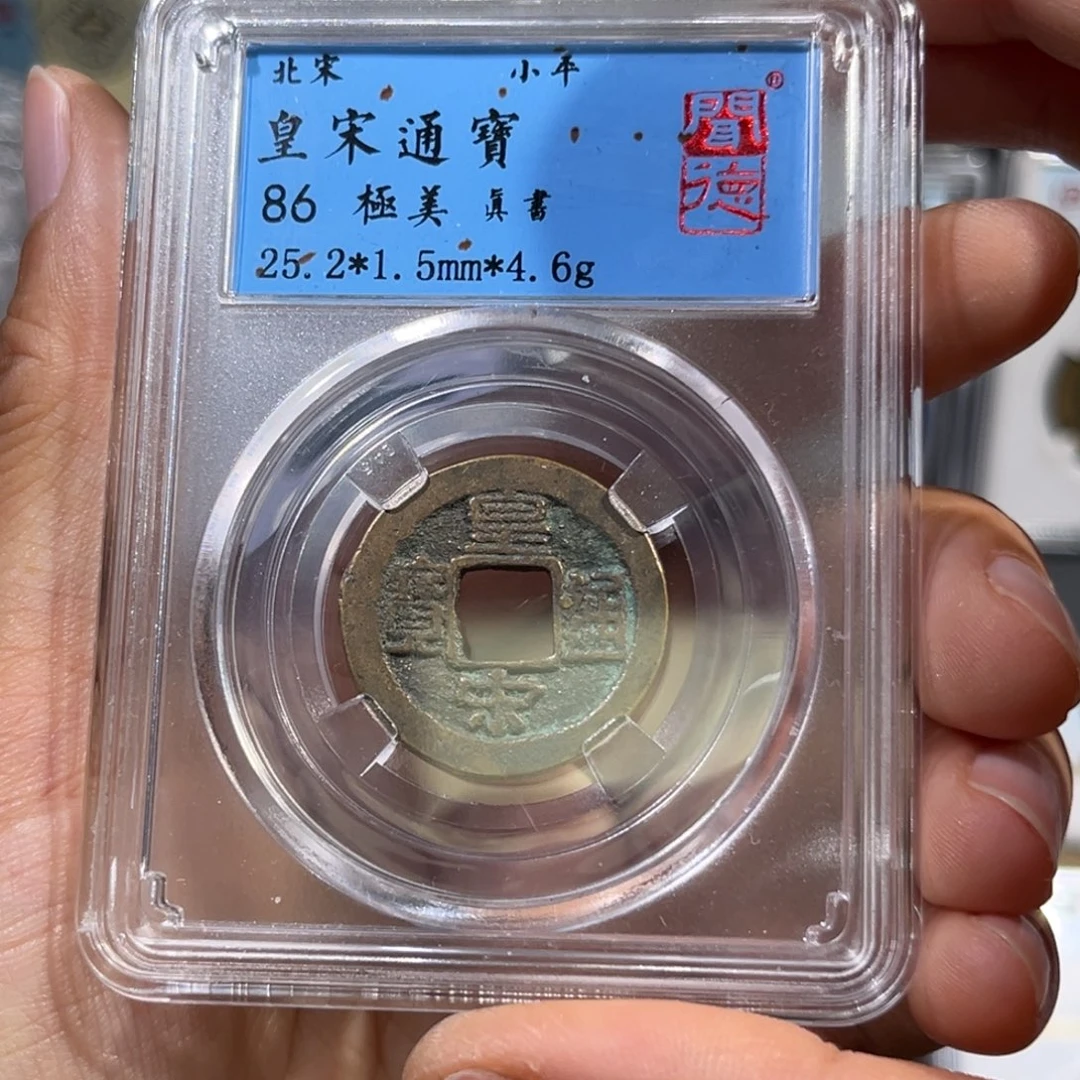 北宋 小平
皇宋通寶
86 極美 真書
25.2*1.5mm*4.6g
聞德
®
皇宋通寶